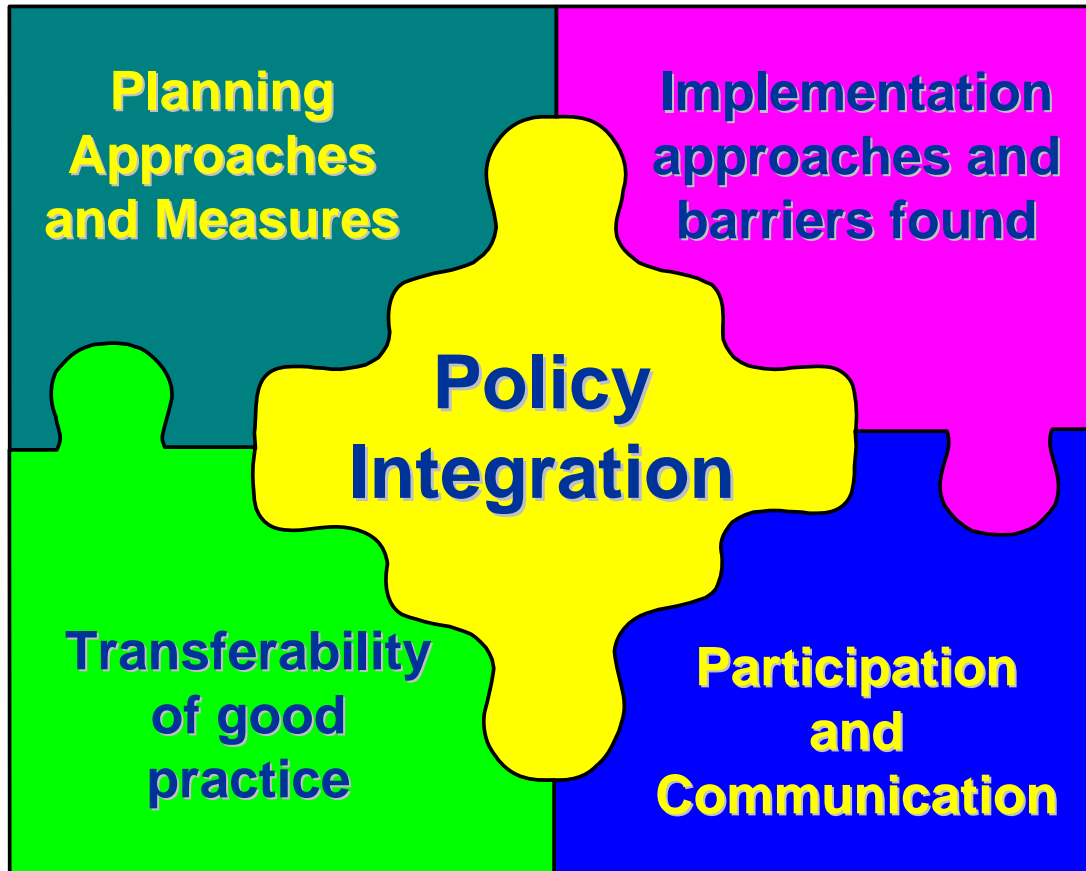 Planning
Approaches
and Measures
Implementation
approaches and
barriers found
Policy
Integration
Transferability
of good
practice
Participation
and
Communication